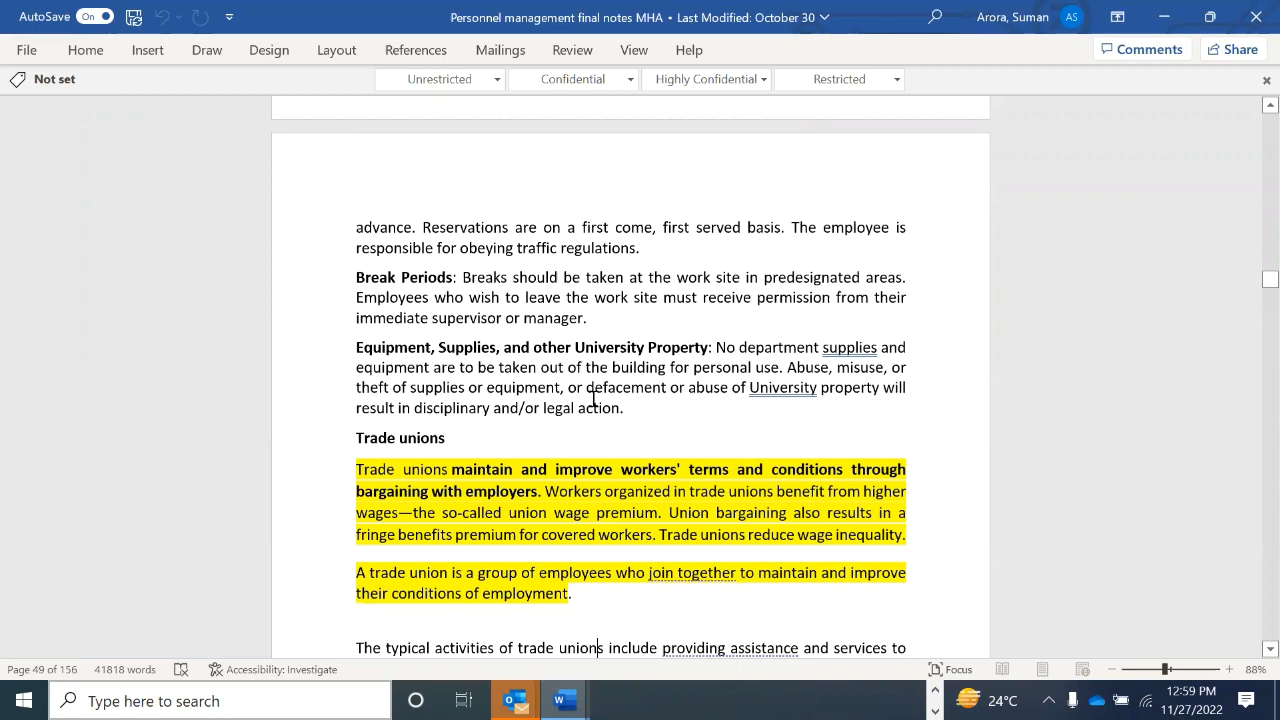 AutoSave On Personnel management final notes MHA • Last Modified: October 30 Arora, Suman AS
File Home Insert Draw Design Layout References Mailings Review View Help Comments Share
Not set Unrestricted Confidential Highly Confidential Restricted
advance. Reservations are on a first come, first served basis. The employee is
responsible for obeying traffic regulations.
Break Periods: Breaks should be taken at the work site in predesignated areas.
Employees who wish to leave the work site must receive permission from their
immediate supervisor or manager.
Equipment, Supplies, and other University Property: No department supplies and
equipment are to be taken out of the building for personal use. Abuse, misuse, or
theft of supplies or equipment, or defacement or abuse of University property will
result in disciplinary and/or legal action.
Trade unions
Trade unions maintain and improve workers' terms and conditions through
bargaining with employers. Workers organized in trade unions benefit from higher
wages—the so-called union wage premium. Union bargaining also results in a
fringe benefits premium for covered workers. Trade unions reduce wage inequality.
A trade union is a group of employees who join together to maintain and improve
their conditions of employment.
The typical activities of trade unions include providing assistance and services to
Page 49 of 156 41818 words Accessibility: Investigate Focus 88%
Type here to search 24°C 12:59 PM
11/27/2022